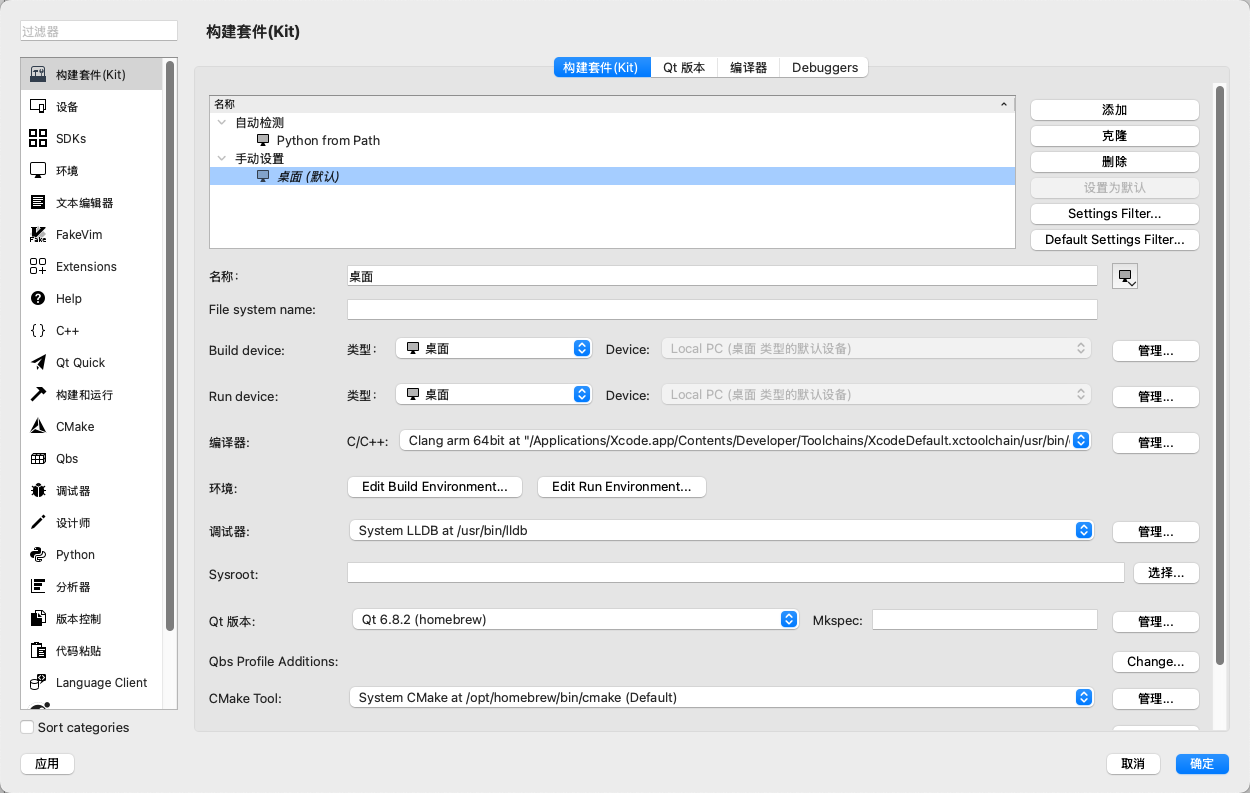 过滤器
构建套件(Kit)
构建套件(Kit)
设备
SDKs
环境
文本编辑器
FakeVim
Extensions
Help
C++
Qt Quick
构建和运行
CMake
Qbs
调试器
设计师
Python
分析器
版本控制
代码粘贴
Language Client
Sort categories
应用
构建套件(Kit) Qt 版本 编译器 Debuggers
名称
自动检测
Python from Path
手动设置
桌面 (默认)
添加
克隆
删除
设置为默认
Settings Filter...
Default Settings Filter...
名称: 桌面
File system name:
Build device: 类型: 桌面 Device: Local PC (桌面 类型的默认设备) 管理...
Run device: 类型: 桌面 Device: Local PC (桌面 类型的默认设备) 管理...
编译器: C/C++: Clang arm 64bit at "/Applications/Xcode.app/Contents/Developer/Toolchains/XcodeDefault.xctoolchain/usr/bin/ 管理...
环境: Edit Build Environment... Edit Run Environment...
调试器: System LLDB at /usr/bin/lldb 管理...
Sysroot: 选择...
Qt 版本: Qt 6.8.2 (homebrew) Mkspec: 管理...
Qbs Profile Additions: Change...
CMake Tool: System CMake at /opt/homebrew/bin/cmake (Default) 管理...
取消 确定